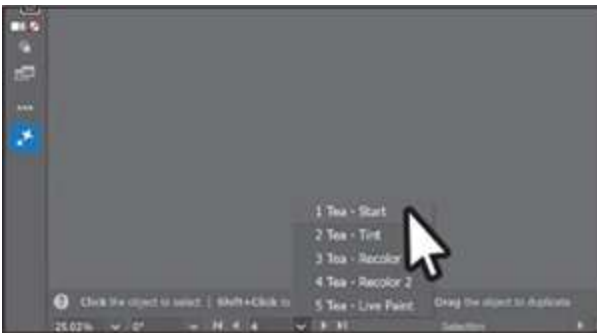 1 Tea - Start
2 Tea - Tint
3 Tea - Recolor
4 Tea - Recolor 2
5 Tea - Live Paint
Click the object to select | Shift+Click to
Drag the object to duplicate
25.02% 0° 4 Selection